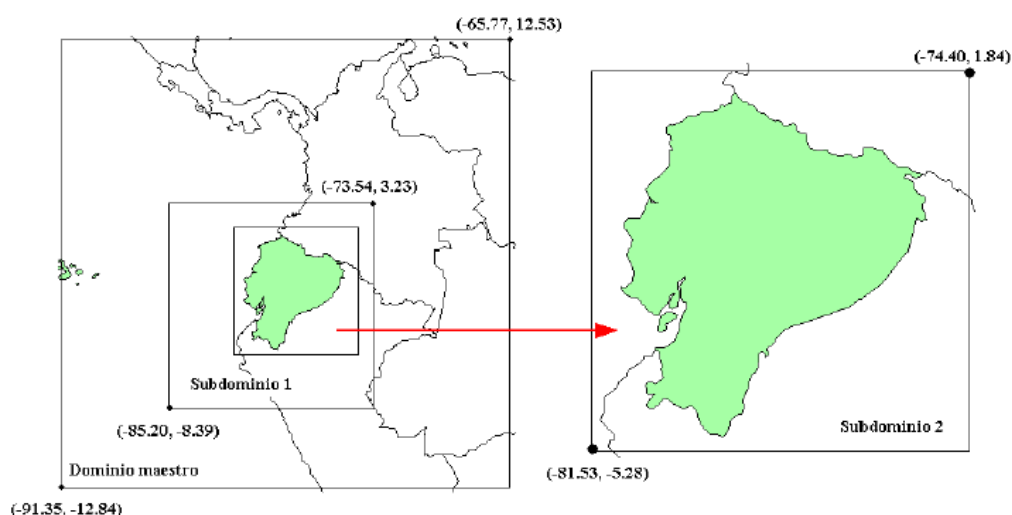 (-65.77, 12.53)
(-74.40, 1.84)
(-73.54, 3.23)
Subdominio 1
(-85.20, -8.39)
Subdominio 2
Dominio maestro
(-81.53, -5.28)
(-91.35, -12.84)